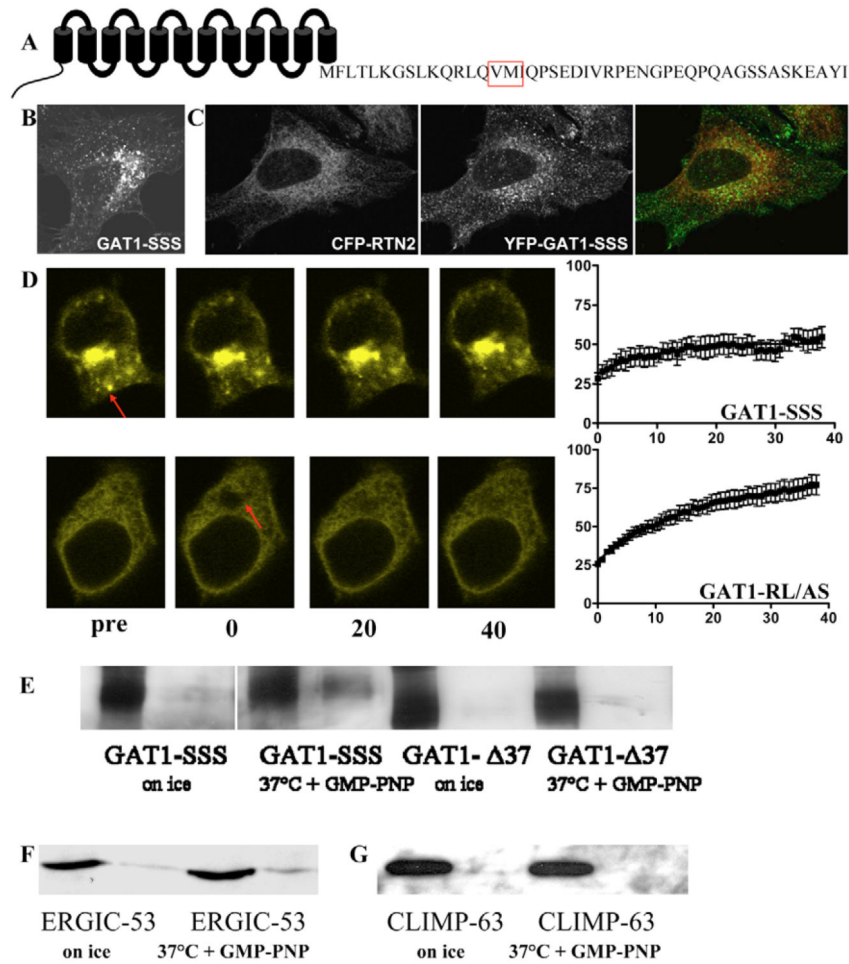 A
MFLTLKGSLKQRLQVMIQPSEDIVRPENGPEQPQAGSSASKEAYI
B
GAT1-SSS
C
CFP-RTN2
YFP-GAT1-SSS
D
100
75
50
25
0
0 10 20 30 40
GAT1-SSS
100
75
50
25
0
0 10 20 30 40
GAT1-RL/AS
pre 0 20 40
E
GAT1-SSS GAT1-SSS GAT1- Δ37 GAT1-Δ37
on ice 37°C + GMP-PNP on ice 37°C + GMP-PNP
F
ERGIC-53 ERGIC-53
on ice 37°C + GMP-PNP
G
CLIMP-63 CLIMP-63
on ice 37°C + GMP-PNP